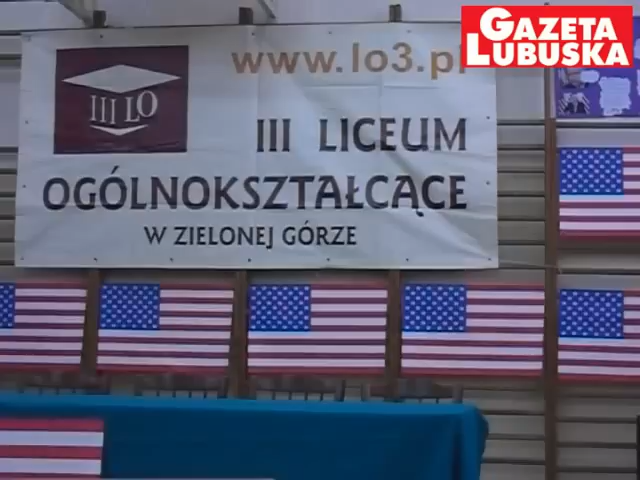 GAZETA
LUBUSKA
www.lo3.pl
III LO
III LICEUM
OGÓLNOKSZTAŁCĄCE
W ZIELONEJ GÓRZE